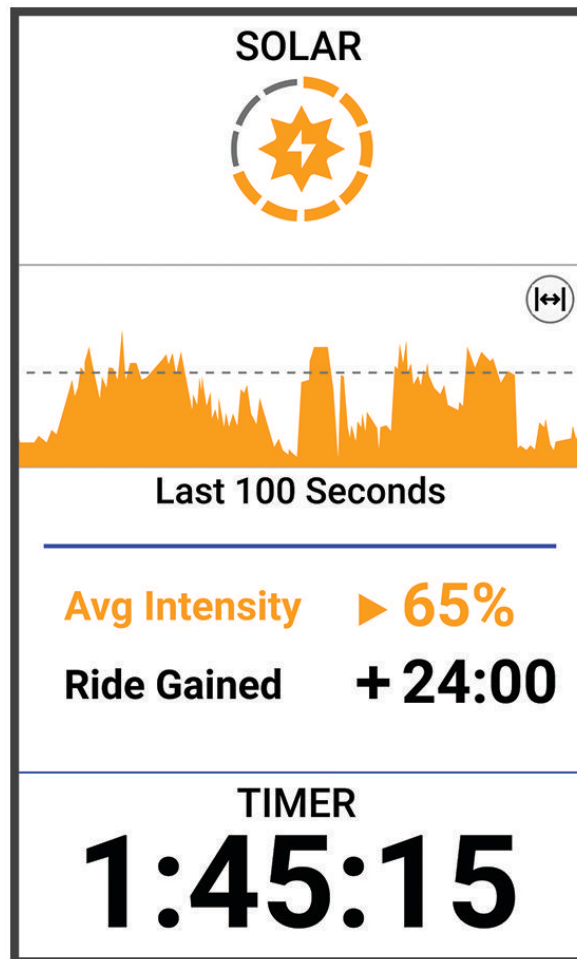 SOLAR
Last 100 Seconds
Avg Intensity 65%
Ride Gained + 24:00
TIMER
1:45:15